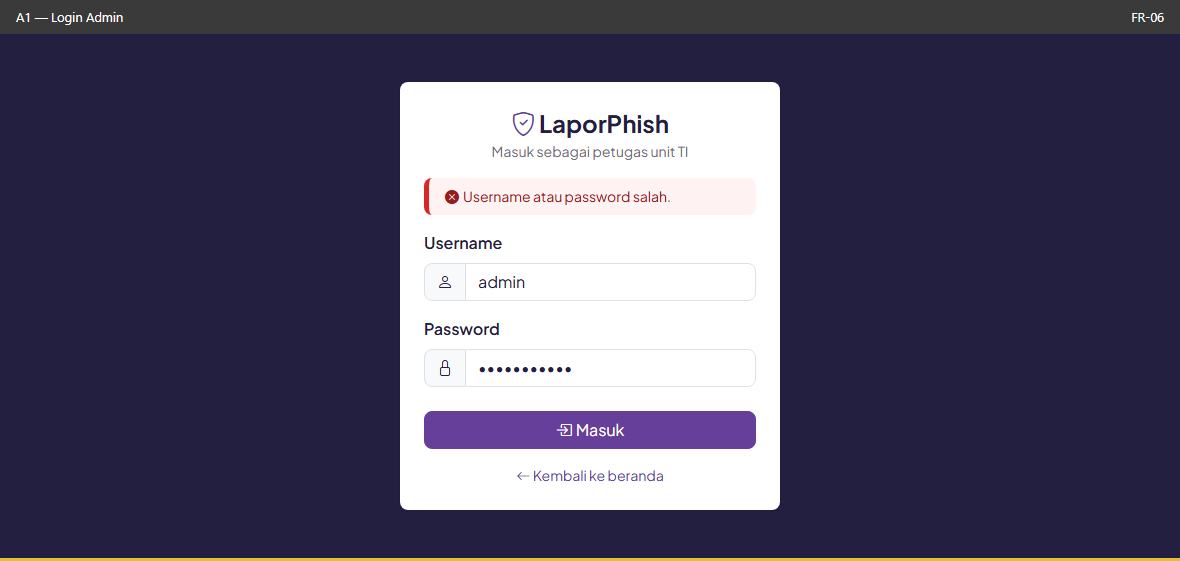 A1 — Login Admin
FR-06
LaporPhish
Masuk sebagai petugas unit TI
Username atau password salah.
Username
admin
Password
•••••••••••
Masuk
← Kembali ke beranda